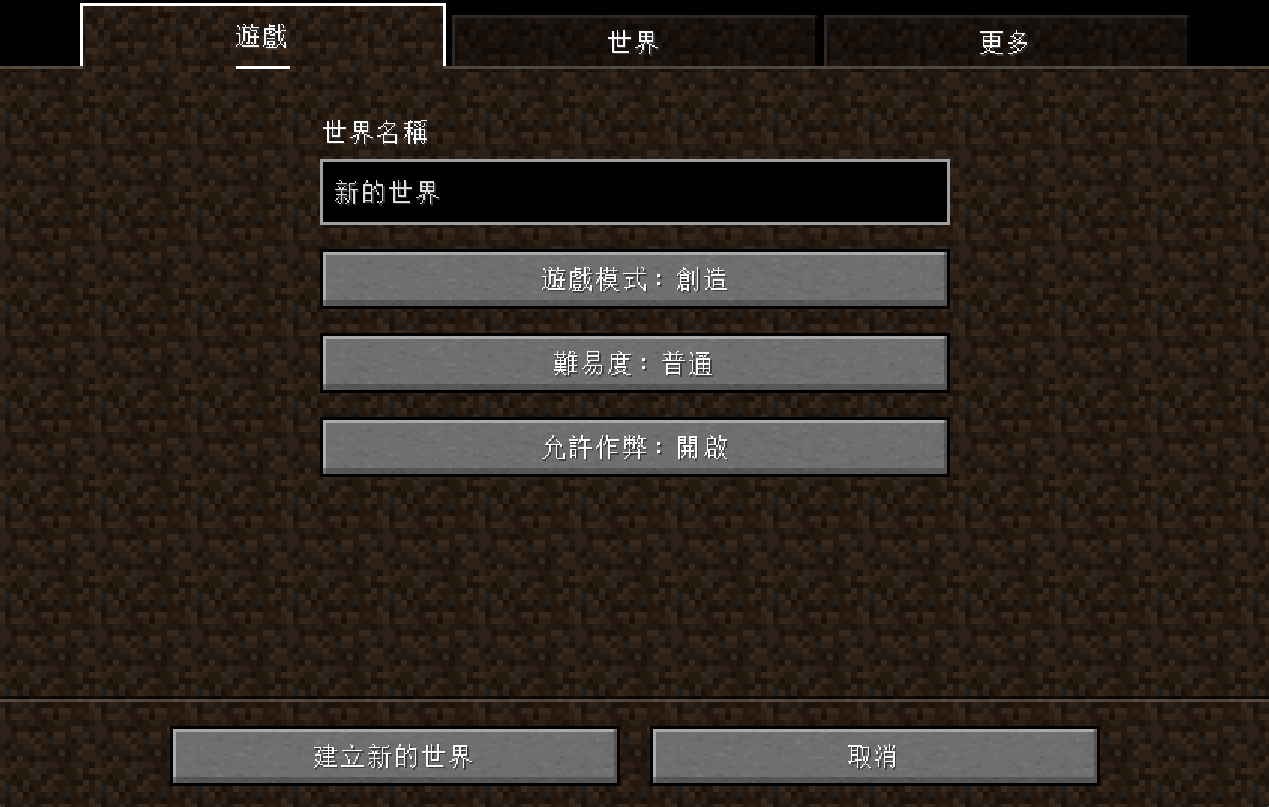 遊戲
世界
更多
世界名稱
新的世界
遊戲模式：創造
難易度：普通
允許作弊：開啟
建立新的世界
取消